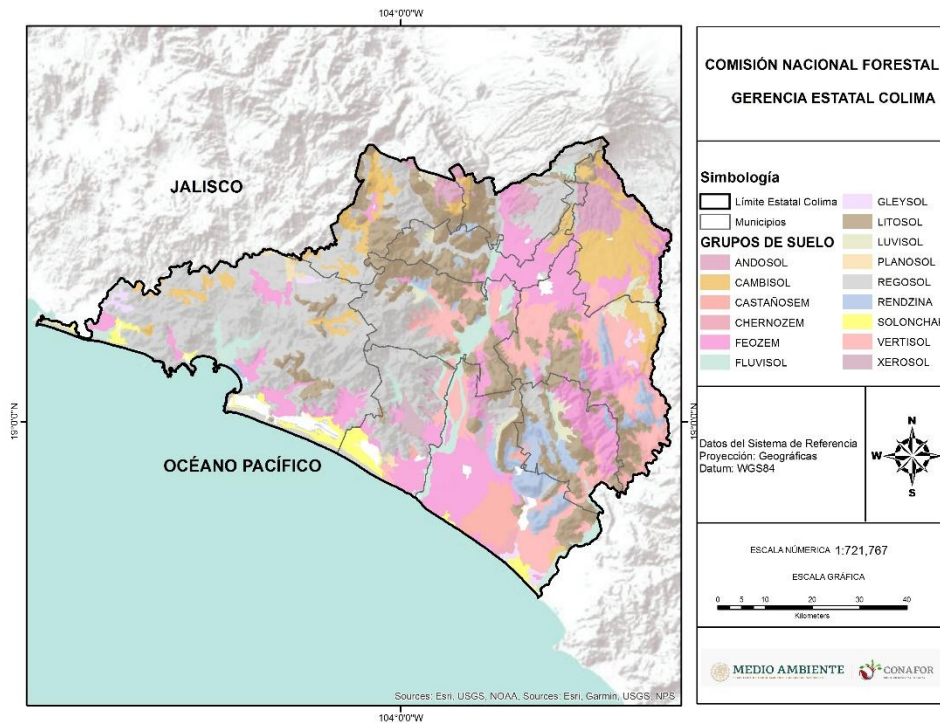 104°0'0"W
COMISIÓN NACIONAL FORESTAL
GERENCIA ESTATAL COLIMA
JALISCO
OCÉANO PACÍFICO
19°0'0"N
19°0'0"N
Simbología
Límite Estatal Colima
Municipios
GRUPOS DE SUELO
ANDOSOL
CAMBISOL
CASTAÑOSEM
CHERNOZEM
FEOZEM
FLUVISOL
GLEYSOL
LITOSOL
LUVISOL
PLANOSOL
REGOSOL
RENDZINA
SOLONCHAK
VERTISOL
XEROSOL
Datos del Sistema de Referencia
Proyección: Geográficas
Datum: WGS84
N
W
E
S
ESCALA NÚMERICA 1:721,767
ESCALA GRÁFICA
0 5 10 20 30 40
Kilometers
MEDIO AMBIENTE
CONAFOR
Sources: Esri, USGS, NOAA, Sources: Esri, Garmin, USGS, NPS
104°0'0"W